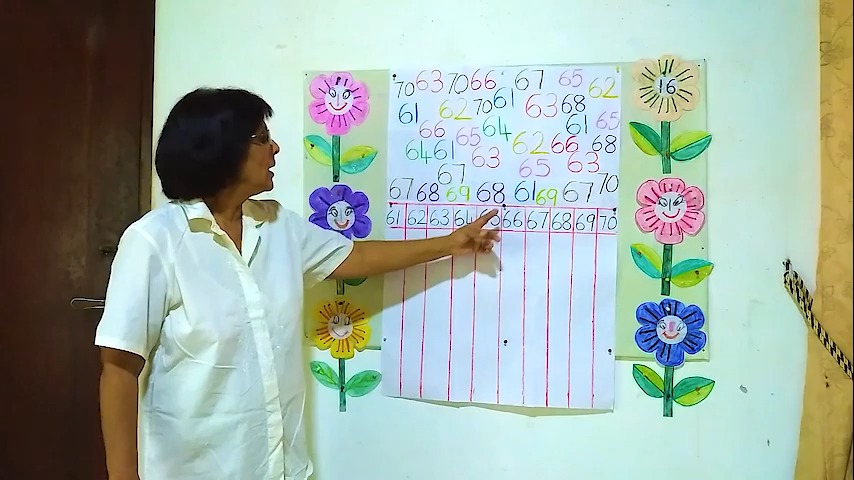 70 63 70 66 67 65 62
61 62 70 61 63 68
66 65 64 61 65
64 61 63 62 66 68
67 65 63
67 68 69 68 61 69 67 70
61 62 63 64 65 66 67 68 69 70
16